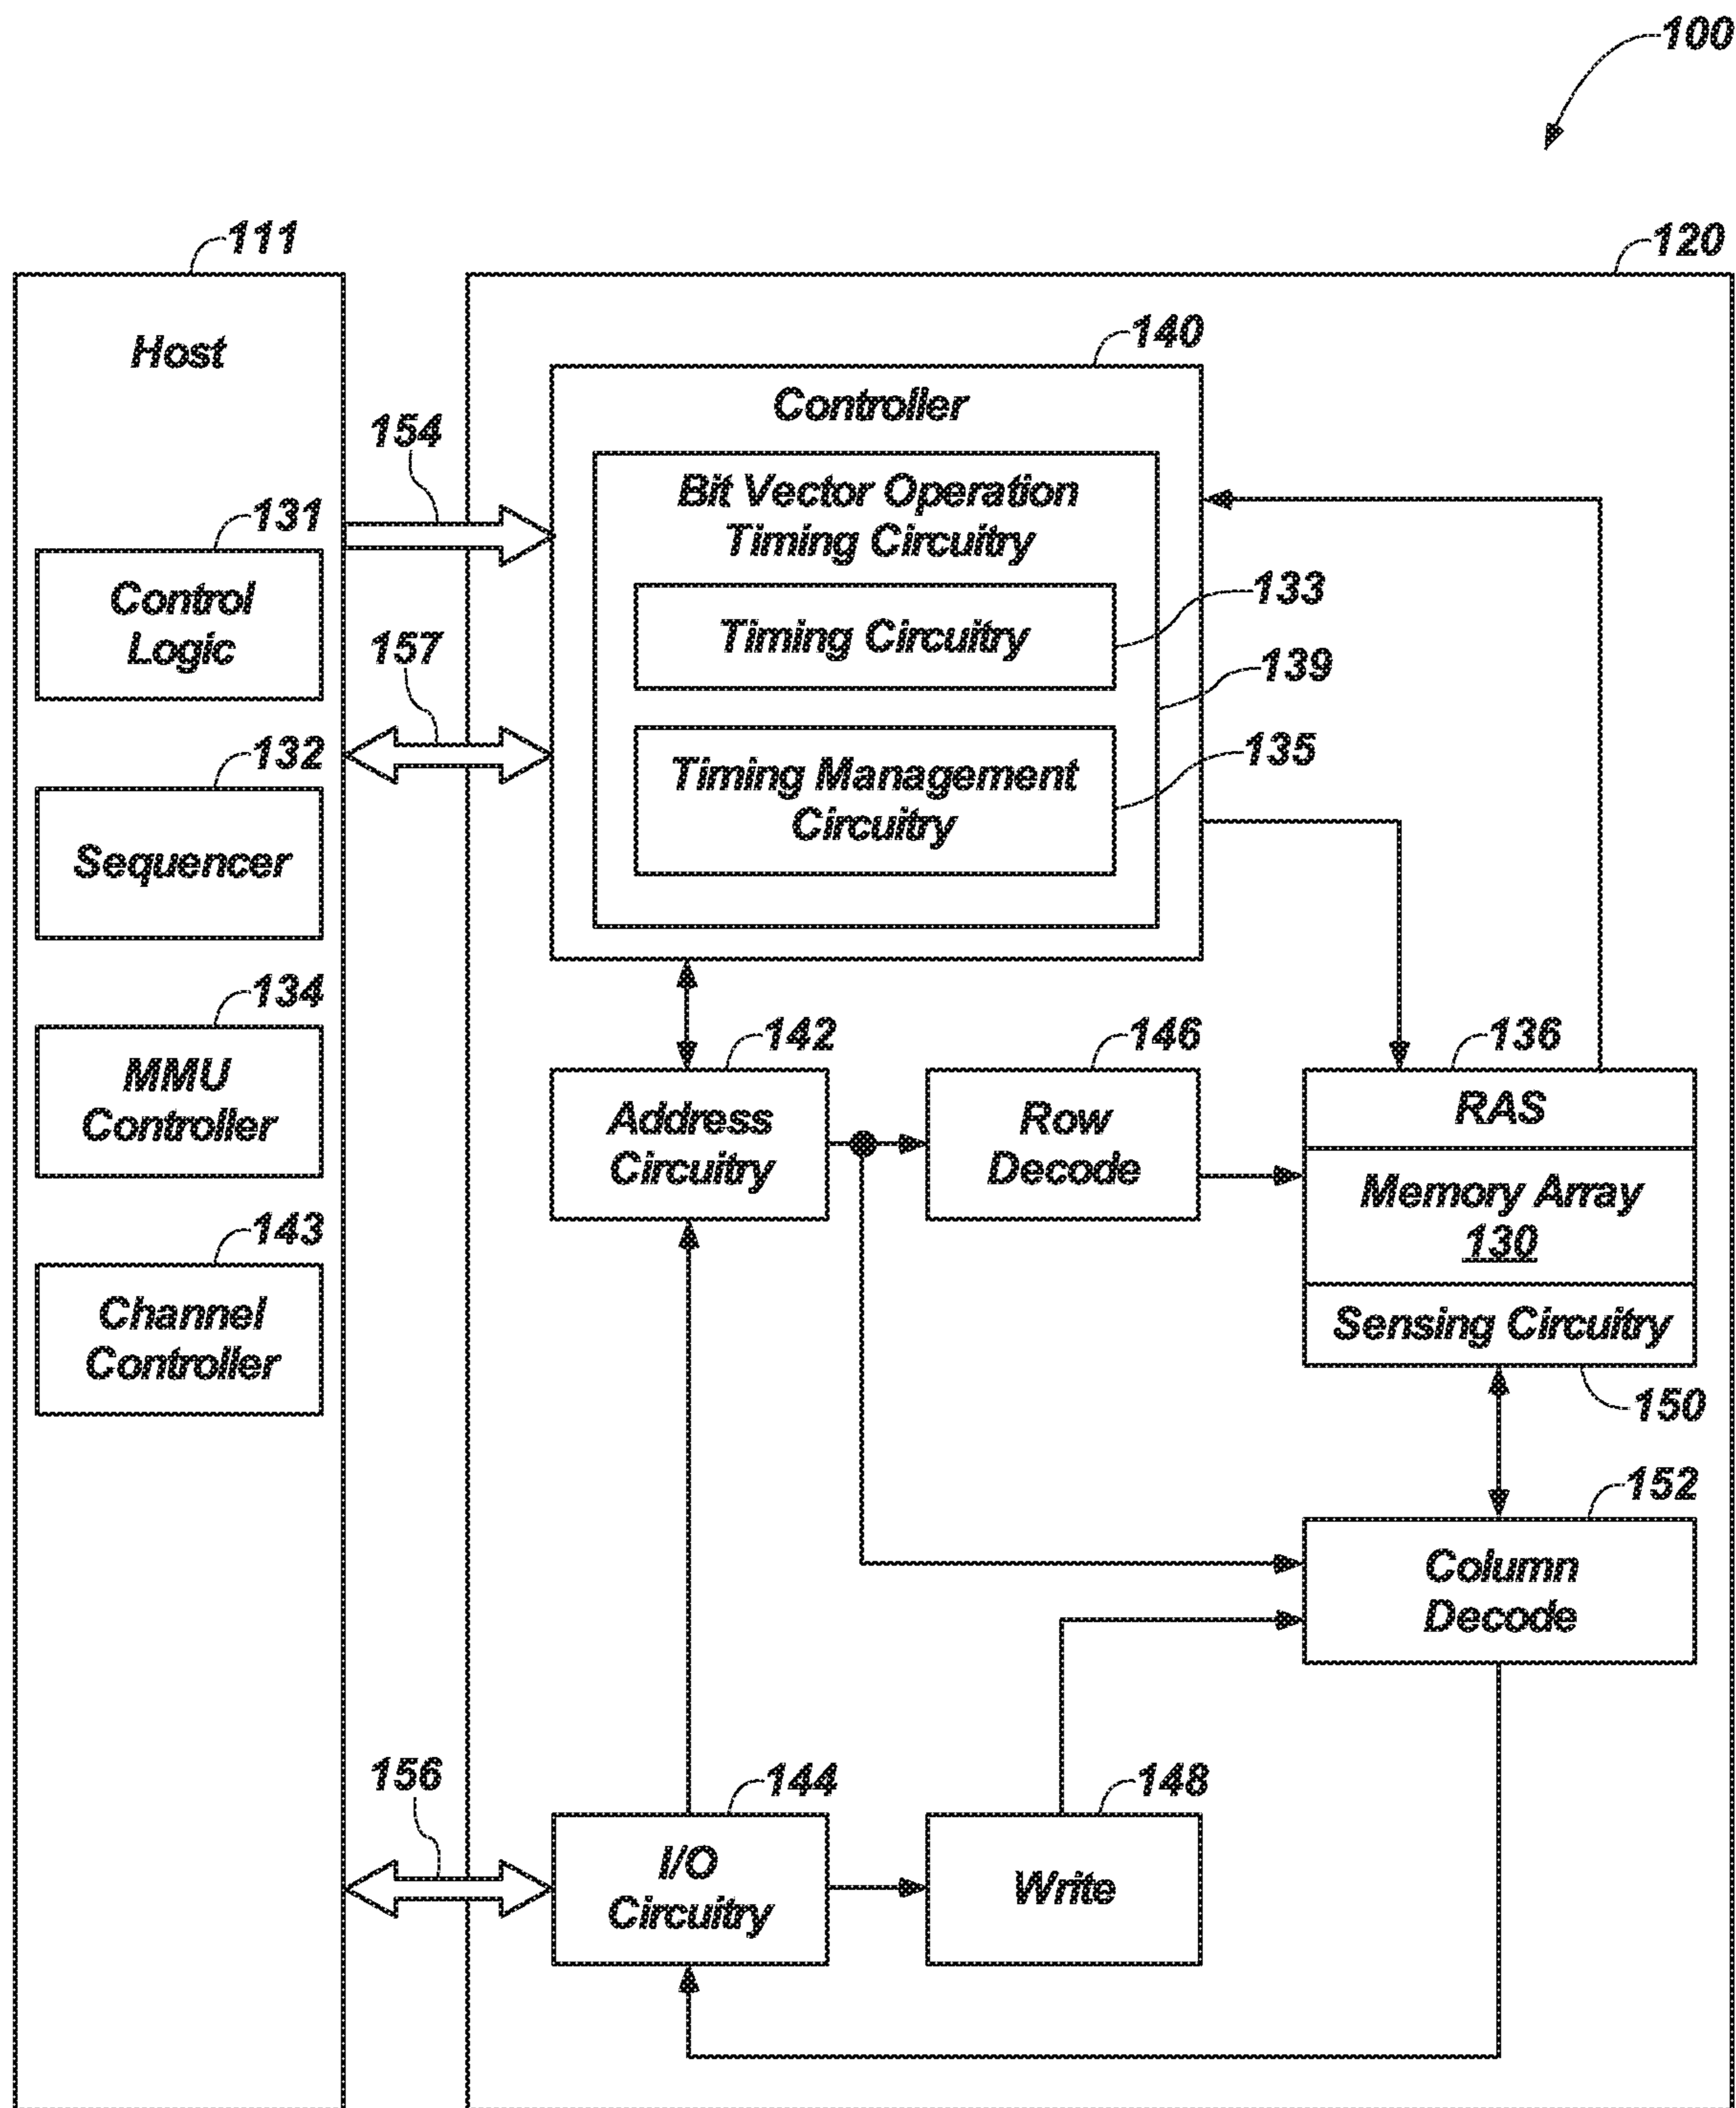 100
111
120
Host
140
Controller
154
Bit Vector Operation
Timing Circuitry
131
Control
Logic
133
Timing Circuitry
157
139
132
135
Timing Management
Circuitry
Sequencer
134
MMU
Controller
142
Address
Circuitry
146
Row
Decode
136
RAS
Memory Array
130
Sensing Circuitry
150
143
Channel
Controller
152
Column
Decode
156
144
I/O
Circuitry
148
Write